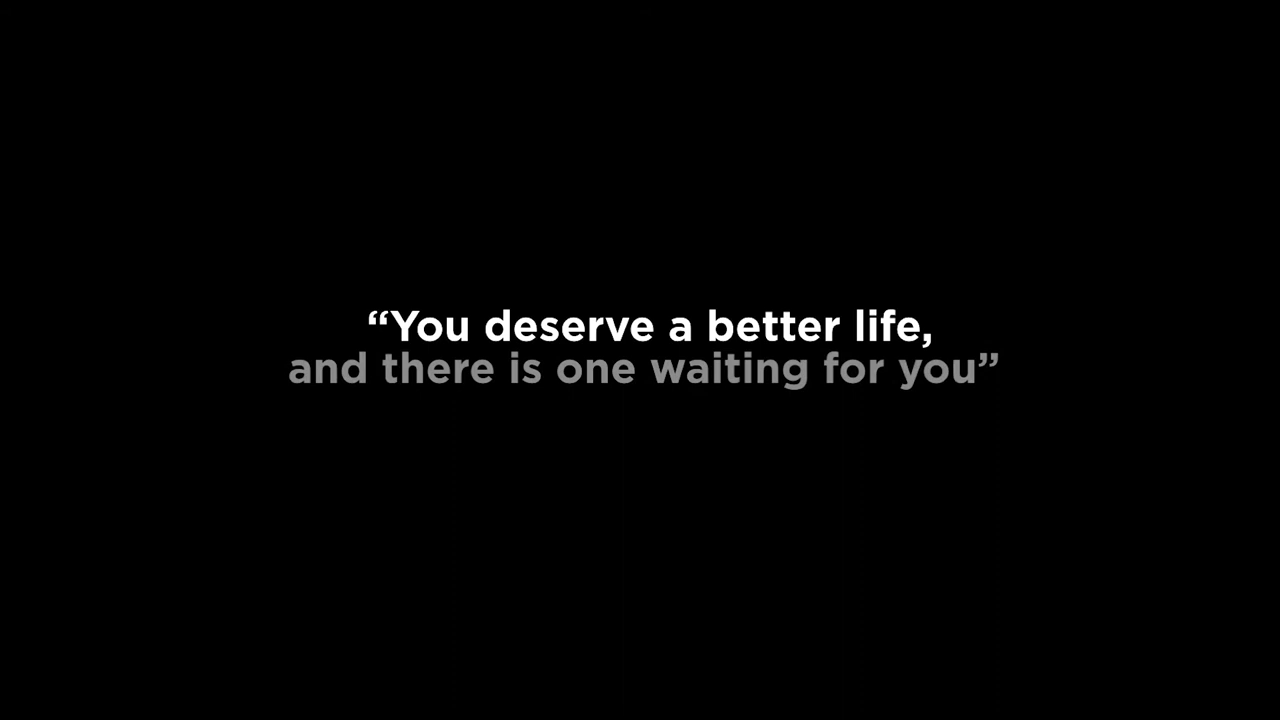 “You deserve a better life,
and there is one waiting for you”